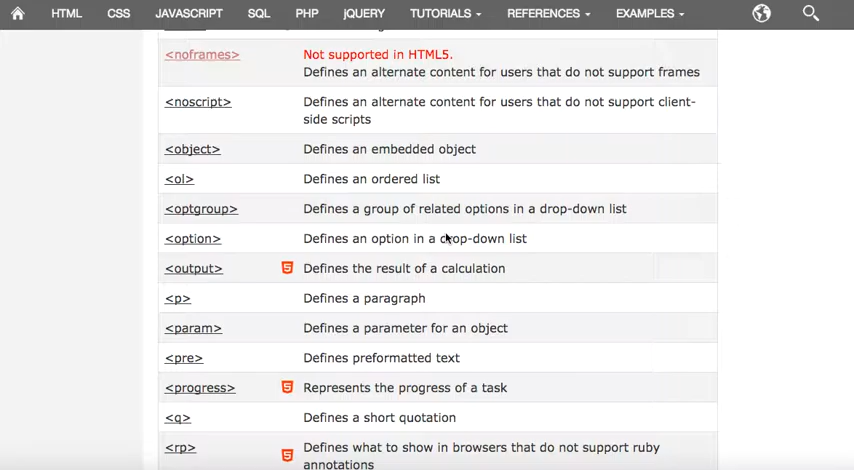 HTML CSS JAVASCRIPT SQL PHP jQUERY TUTORIALS REFERENCES EXAMPLES
<noframes> Not supported in HTML5.
Defines an alternate content for users that do not support frames
<noscript> Defines an alternate content for users that do not support client-
side scripts
<object> Defines an embedded object
<ol> Defines an ordered list
<optgroup> Defines a group of related options in a drop-down list
<option> Defines an option in a drop-down list
<output> 5 Defines the result of a calculation
<p> Defines a paragraph
<param> Defines a parameter for an object
<pre> Defines preformatted text
<progress> 5 Represents the progress of a task
<q> Defines a short quotation
<rp> 5 Defines what to show in browsers that do not support ruby
annotations